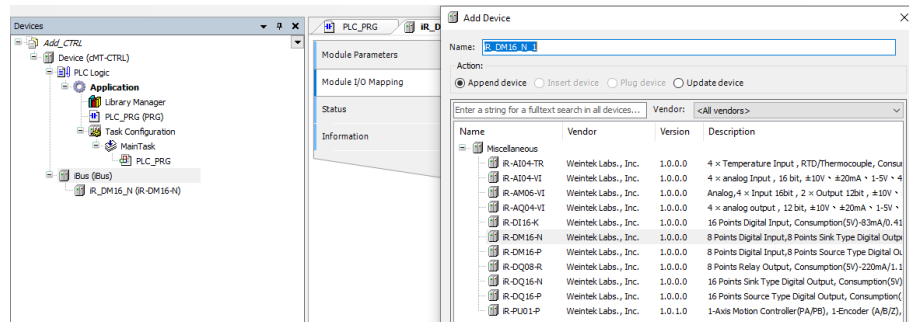 Devices
Add_CTRL
Device (cMT-CTRL)
PLC Logic
Application
Library Manager
PLC_PRG (PRG)
Task Configuration
MainTask
PLC_PRG
iBus (iBus)
iR_DM16_N (iR-DM16-N)
PLC_PRG iR_D
Module Parameters
Module I/O Mapping
Status
Information
Add Device
Name: iR_DM16_N_1
Action:
Append device Insert device Plug device Update device
Enter a string for a fulltext search in all devices... Vendor: <All vendors>
Name Vendor Version Description
Miscellaneous
iR-AI04-TR Weintek Labs., Inc. 1.0.0.0 4 × Temperature Input , RTD/Thermocouple, Consu
iR-AI04-VI Weintek Labs., Inc. 1.0.0.0 4 × analog Input , 16 bit, ±10V、±20mA、1-5V、4
iR-AM06-VI Weintek Labs., Inc. 1.0.0.0 Analog,4 × Input 16bit , 2 × Output 12bit , ±10V、
iR-AQ04-VI Weintek Labs., Inc. 1.0.0.0 4 × analog output , 12 bit, ±10V、±20mA、1-5V、
iR-DI16-K Weintek Labs., Inc. 1.0.0.0 16 Points Digital Input, Consumption(5V)-83mA/0.41
iR-DM16-N Weintek Labs., Inc. 1.0.0.0 8 Points Digital Input,8 Points Sink Type Digital Outp
iR-DM16-P Weintek Labs., Inc. 1.0.0.0 8 Points Digital Input,8 Points Source Type Digital Ou
iR-DQ08-R Weintek Labs., Inc. 1.0.0.0 8 Points Relay Output, Consumption(5V)-220mA/1.1
iR-DQ16-N Weintek Labs., Inc. 1.0.0.0 16 Points Sink Type Digital Output, Consumption(5V)
iR-DQ16-P Weintek Labs., Inc. 1.0.0.0 16 Points Source Type Digital Output, Consumption(
iR-PU01-P Weintek Labs., Inc. 1.0.1.0 1-Axis Motion Controller(PA/PB), 1-Encoder (A/B/Z),